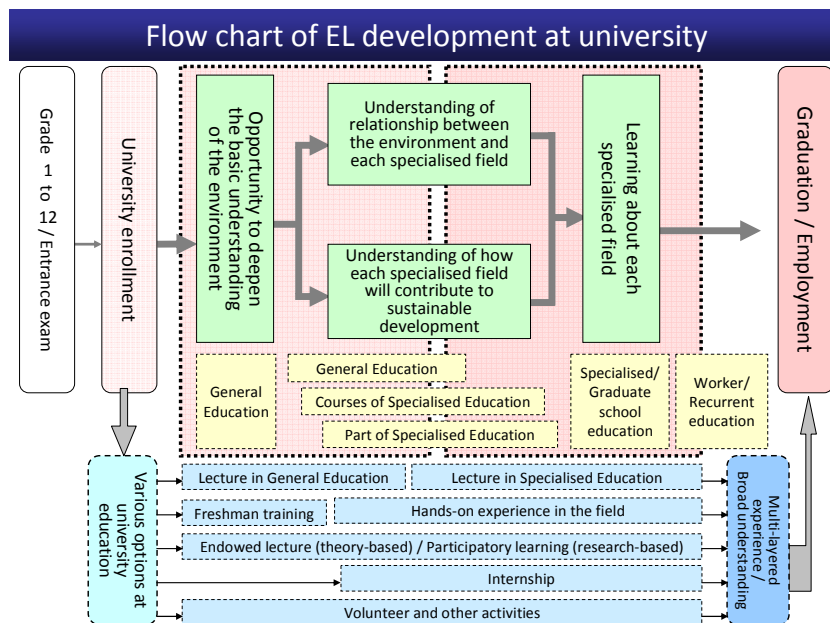 Flow chart of EL development at university
Grade 1 to 12 / Entrance exam
University enrollment
Opportunity to deepen
the basic understanding
of the environment
Understanding of
relationship between
the environment and
each specialised field
Understanding of how
each specialised field
will contribute to
sustainable
development
Learning about each
specialised field
Graduation / Employment
General
Education
General Education
Courses of Specialised Education
Part of Specialised Education
Specialised/
Graduate
school
education
Worker/
Recurrent
education
Various options at
university
education
Lecture in General Education
Lecture in Specialised Education
Freshman training
Hands-on experience in the field
Endowed lecture (theory-based) / Participatory learning (research-based)
Internship
Volunteer and other activities
Multi-layered
experience /
Broad understanding